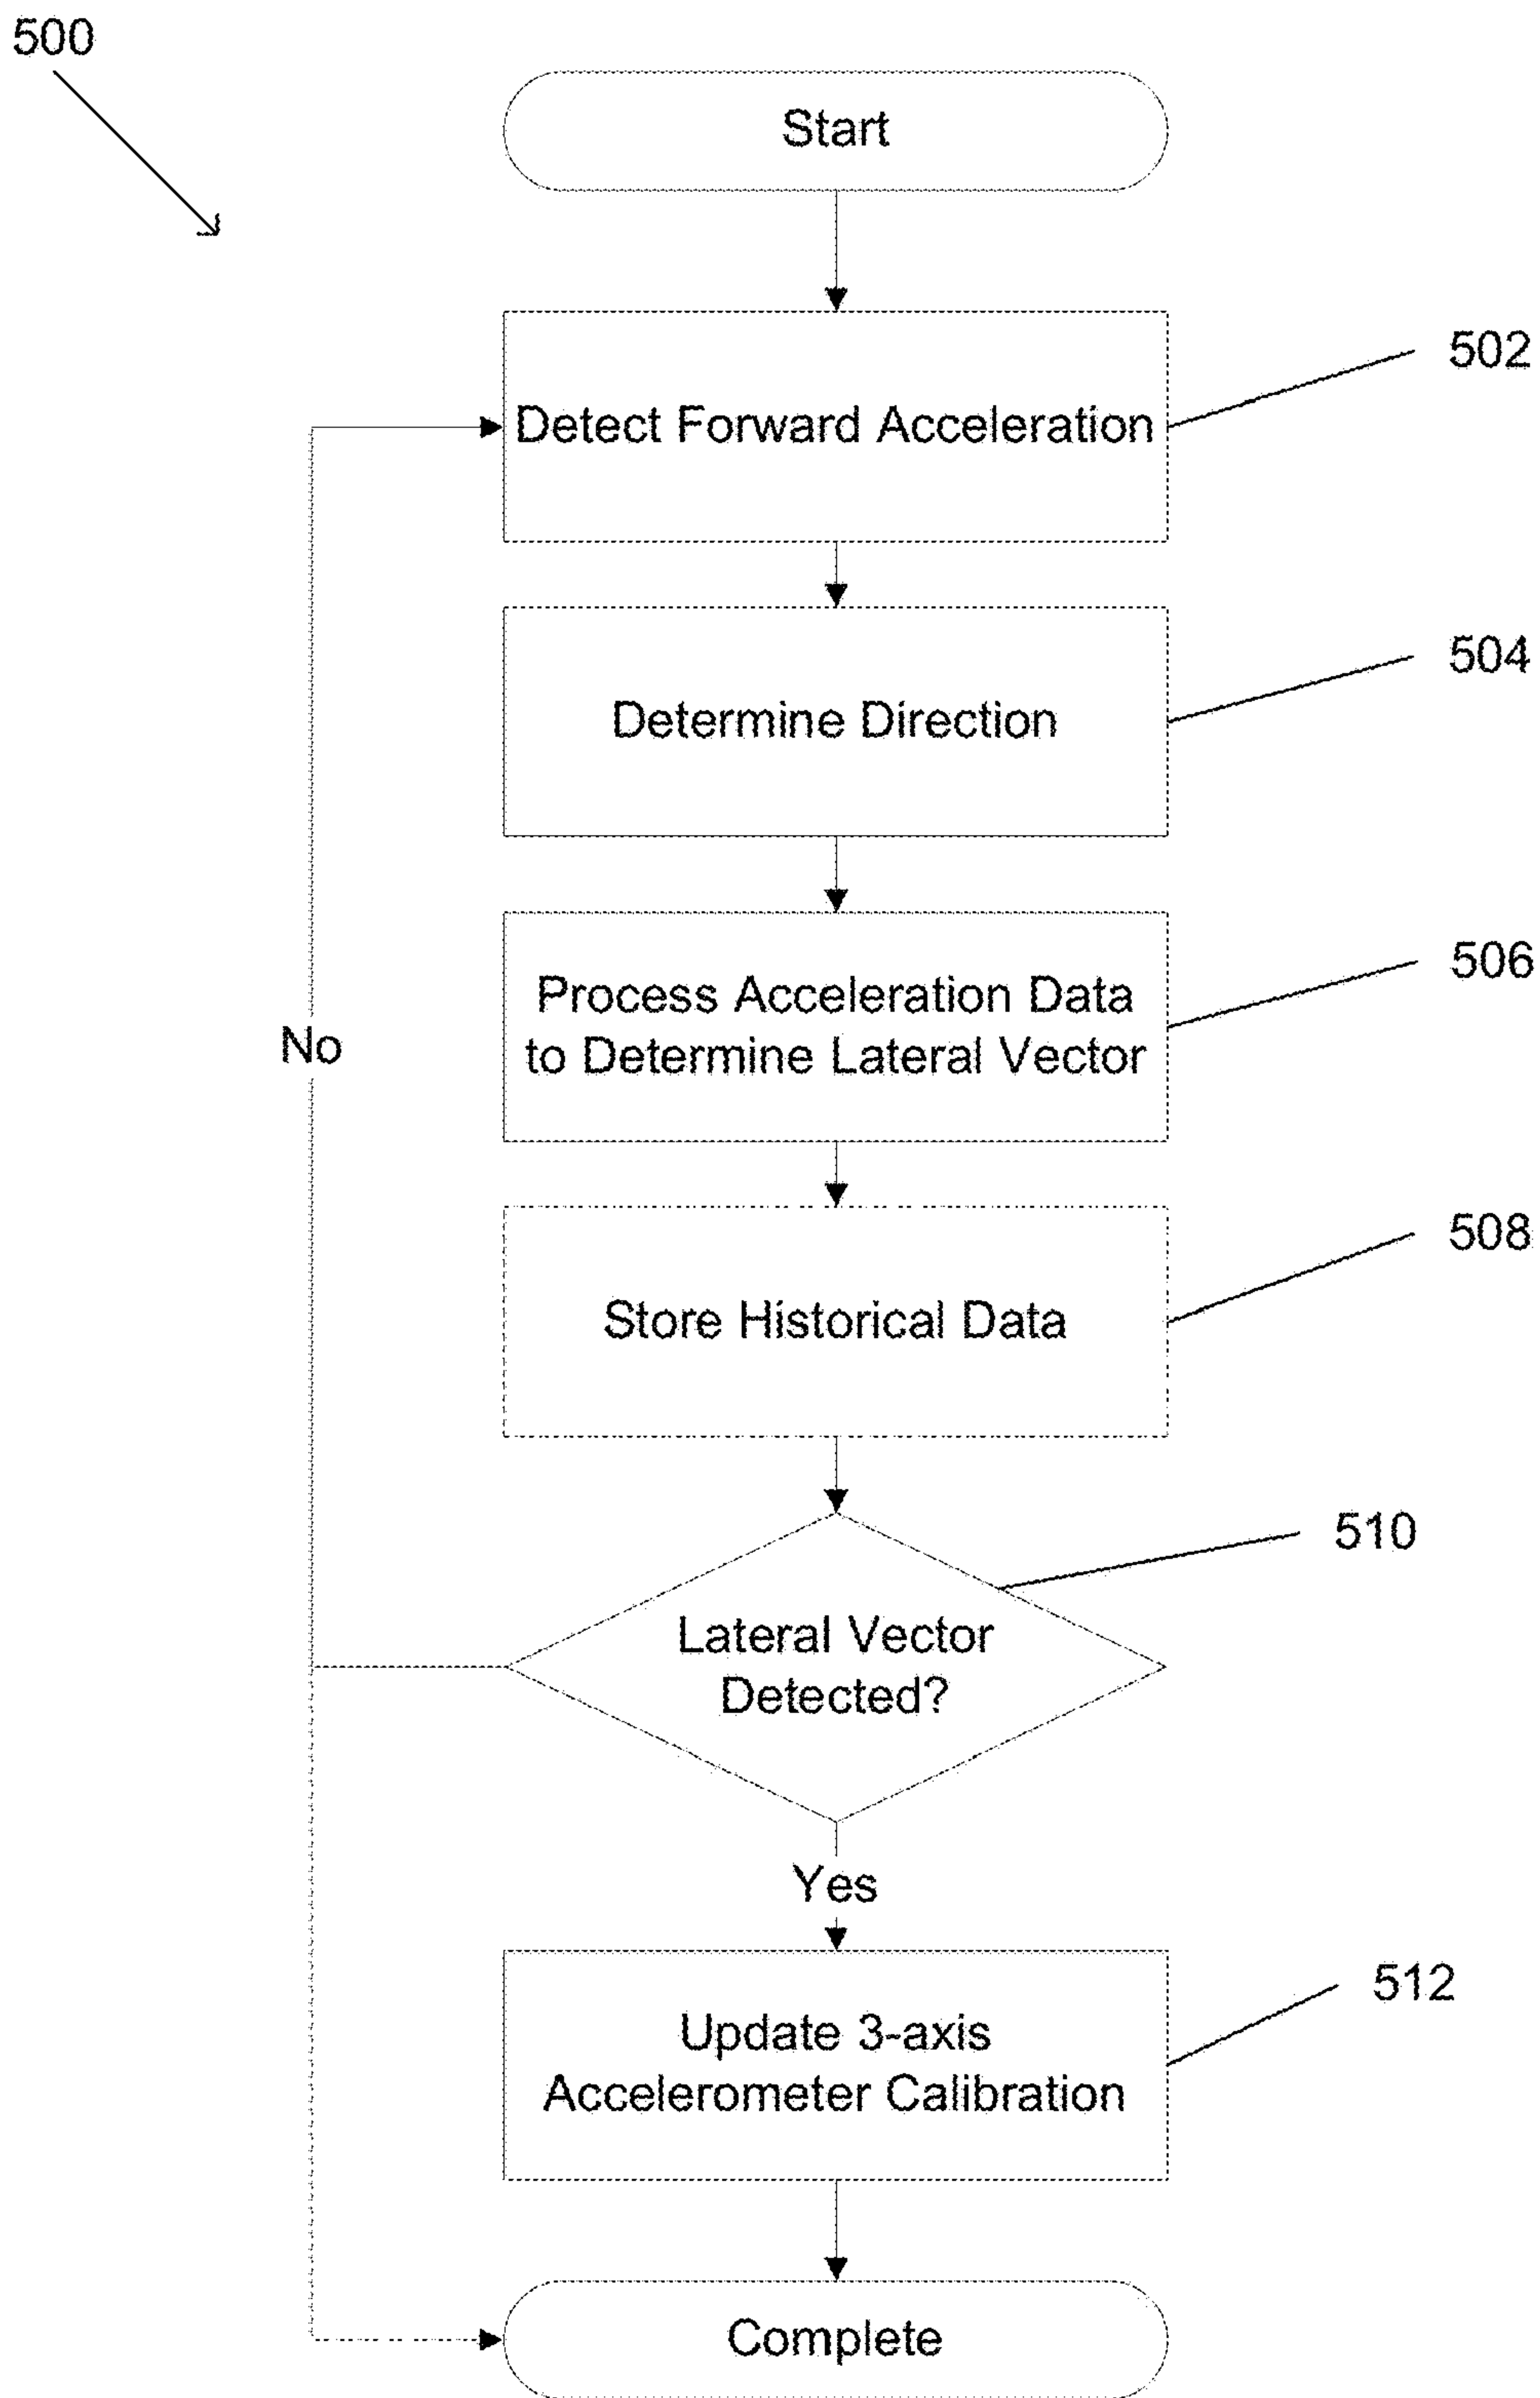 500
Start
502
Detect Forward Acceleration
504
Determine Direction
506
Process Acceleration Data
to Determine Lateral Vector
No
508
Store Historical Data
510
Lateral Vector
Detected?
Yes
512
Update 3-axis
Accelerometer Calibration
Complete